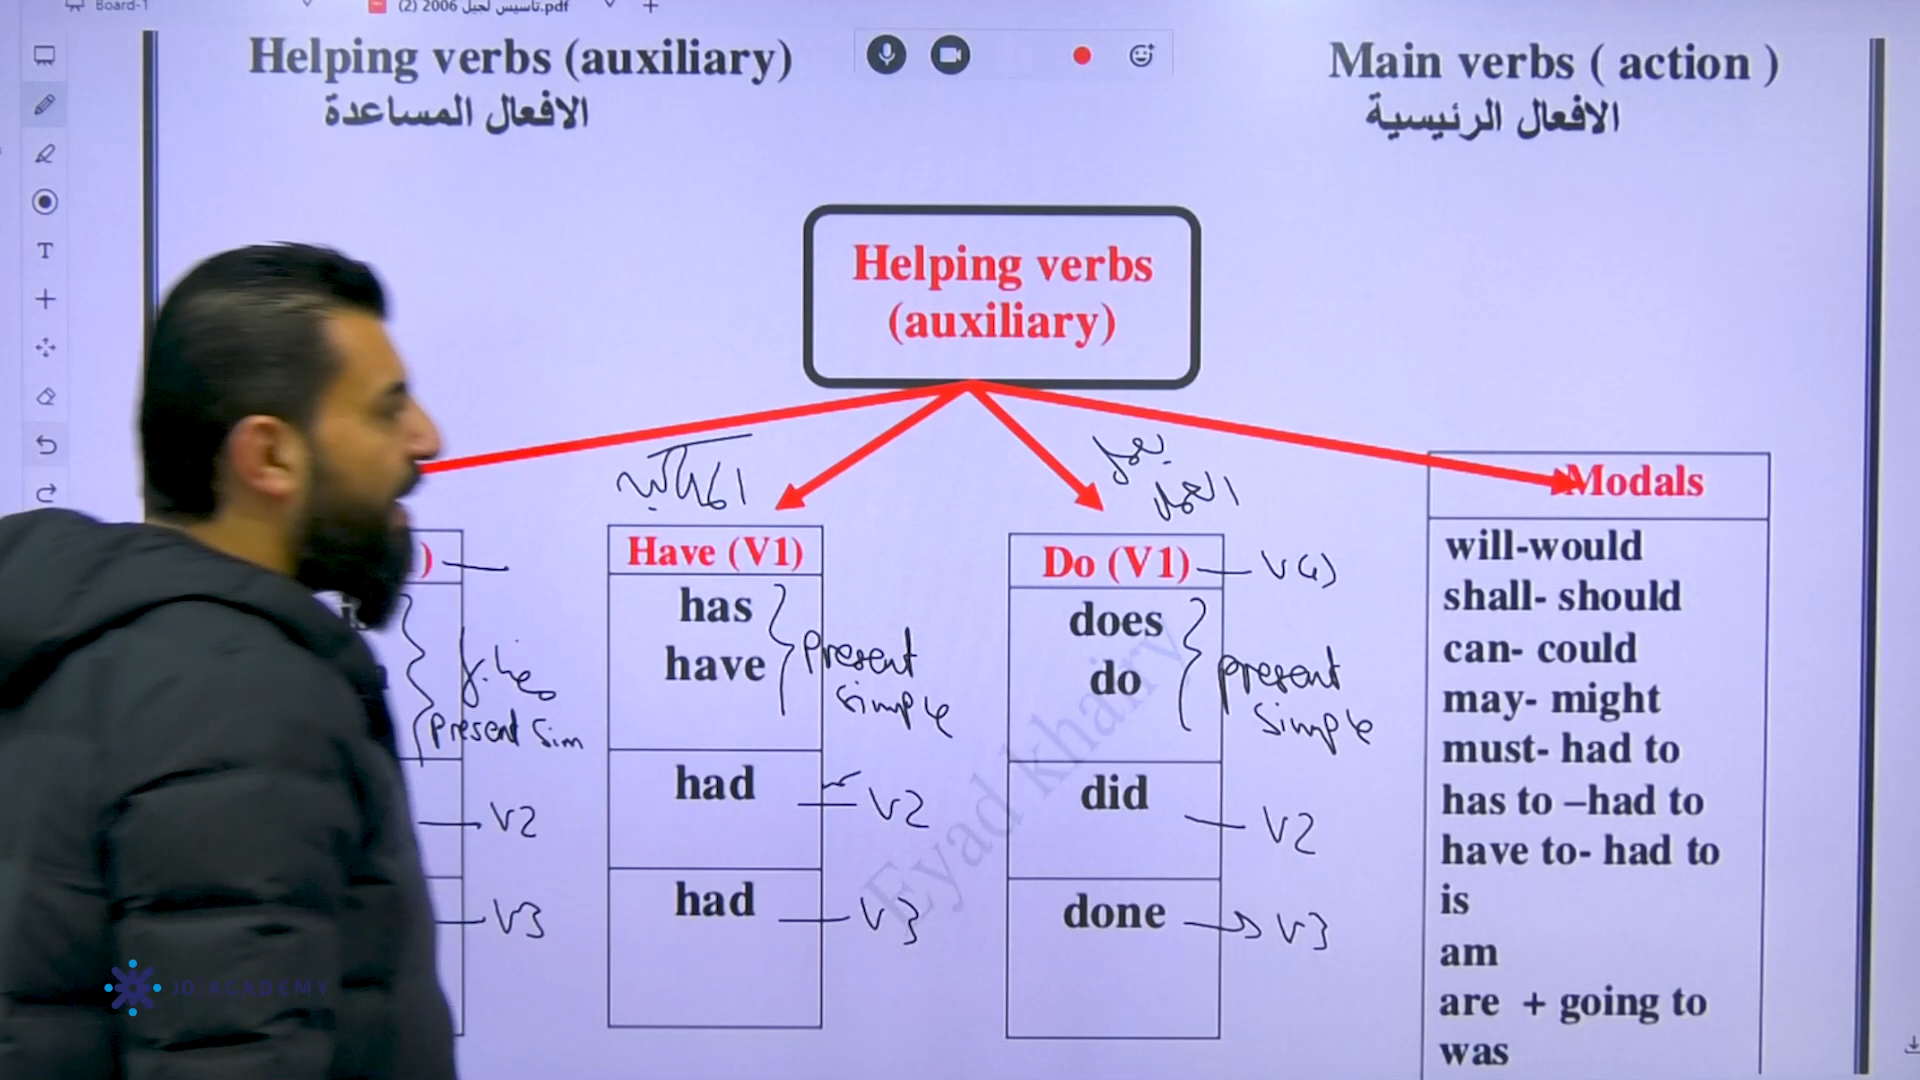 Board-1
(2) تاسيس لجيل 2006.pdf
Helping verbs (auxiliary)
الافعال المساعدة
Main verbs ( action )
الافعال الرئيسية
Helping verbs
(auxiliary)
)
present sim
V2
V3
Have (V1)
has
have
present
simple
had
V2
had
V3
يعمل
العمل
Do (V1)
does
do
present
simple
did
V2
done
V3
Modals
will-would
shall- should
can- could
may- might
must- had to
has to –had to
have to- had to
is
am
are + going to
was
Eyad khairy
JO ACADEMY